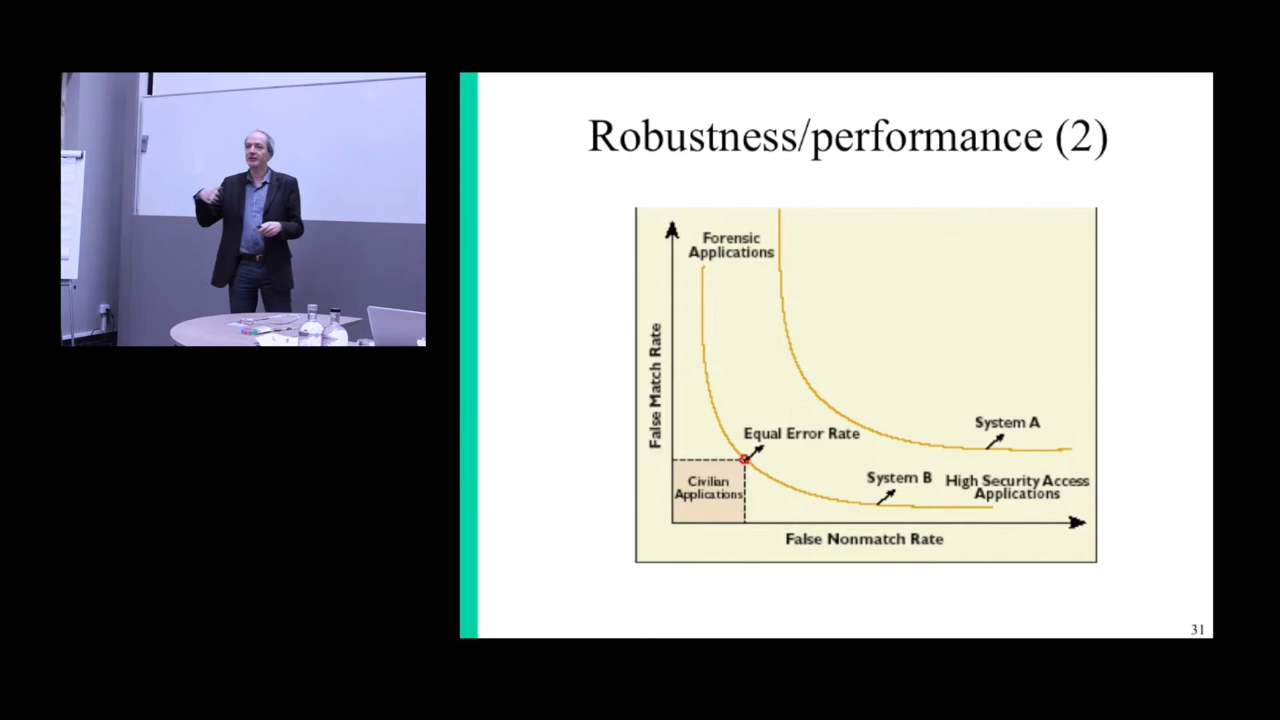 Robustness/performance (2)
Forensic
Applications
False Match Rate
System A
Equal Error Rate
System B
High Security Access
Applications
Civilian
Applications
False Nonmatch Rate
31